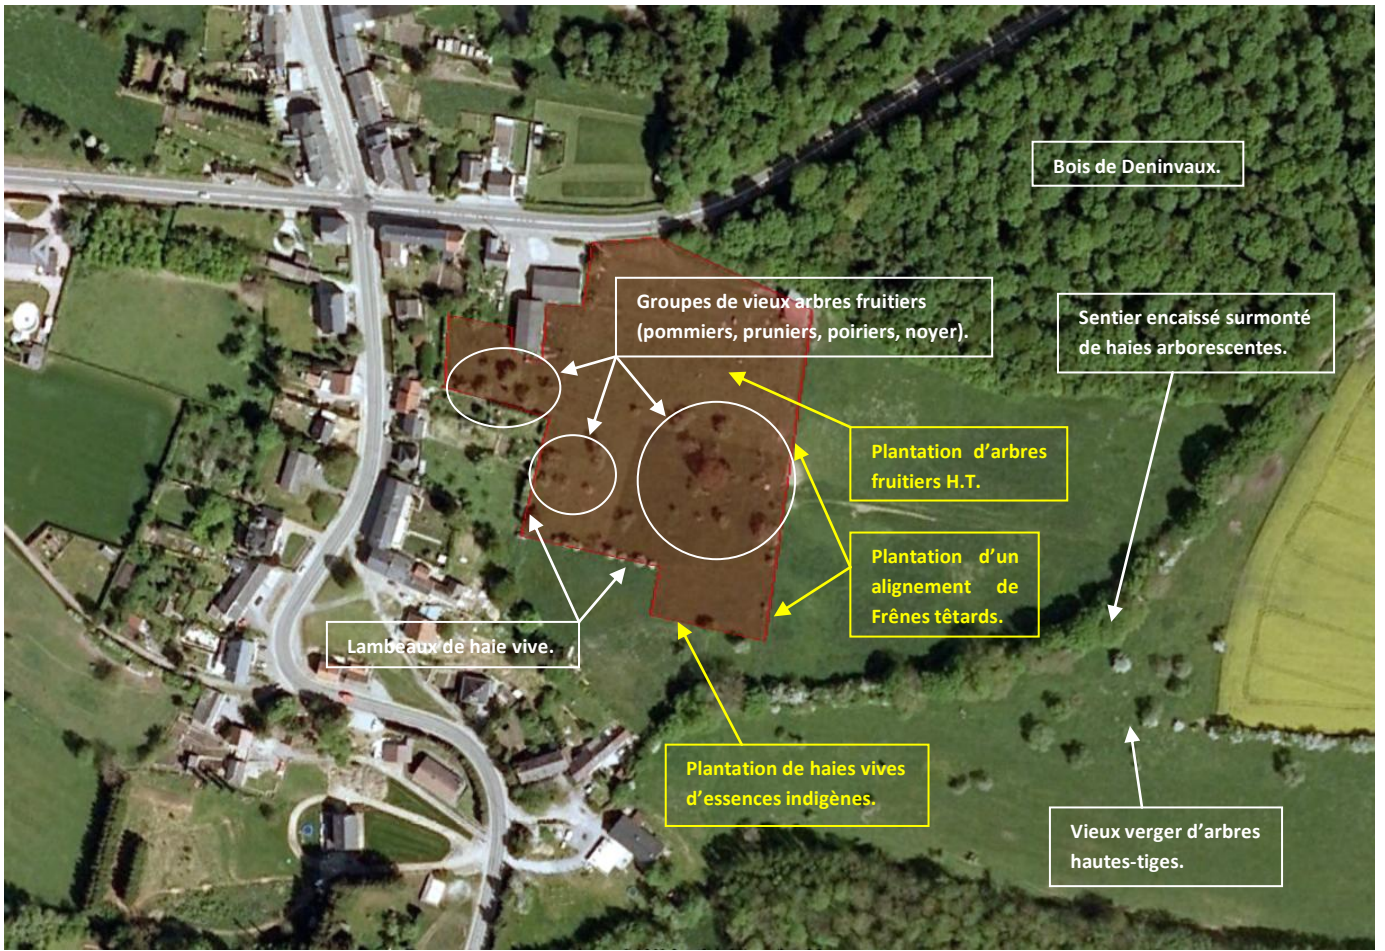 Bois de Deninvaux.
Groupes de vieux arbres fruitiers
(pommiers, pruniers, poiriers, noyer).
Sentier encaissé surmonté
de haies arborescentes.
Plantation d’arbres
fruitiers H.T.
Plantation d’un
alignement de
Frênes têtards.
Lambeaux de haie vive.
Plantation de haies vives
d’essences indigènes.
Vieux verger d’arbres
hautes-tiges.